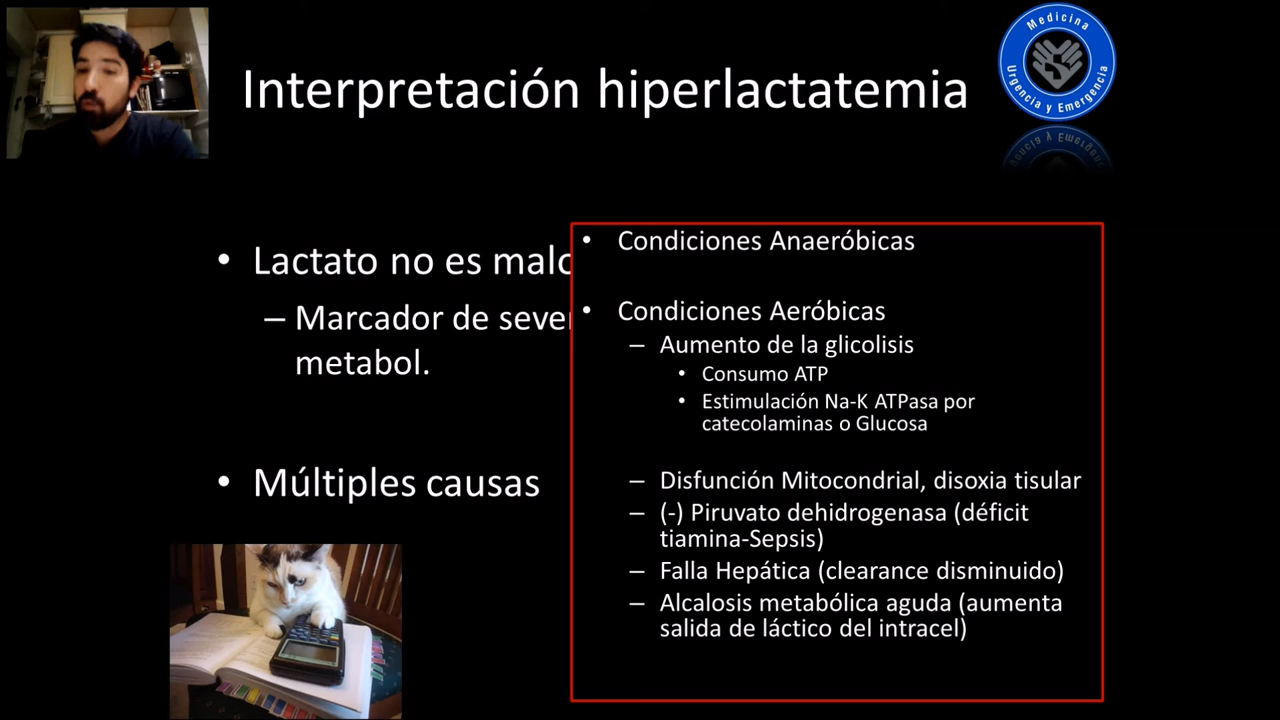 Interpretación hiperlactatemia
Medicina
Urgencia y Emergencia
• Lactato no es malo
– Marcador de sever
metabol.
• Múltiples causas
• Condiciones Anaeróbicas
• Condiciones Aeróbicas
– Aumento de la glicolisis
• Consumo ATP
• Estimulación Na-K ATPasa por
catecolaminas o Glucosa
– Disfunción Mitocondrial, disoxia tisular
– (-) Piruvato dehidrogenasa (déficit
tiamina-Sepsis)
– Falla Hepática (clearance disminuido)
– Alcalosis metabólica aguda (aumenta
salida de láctico del intracel)